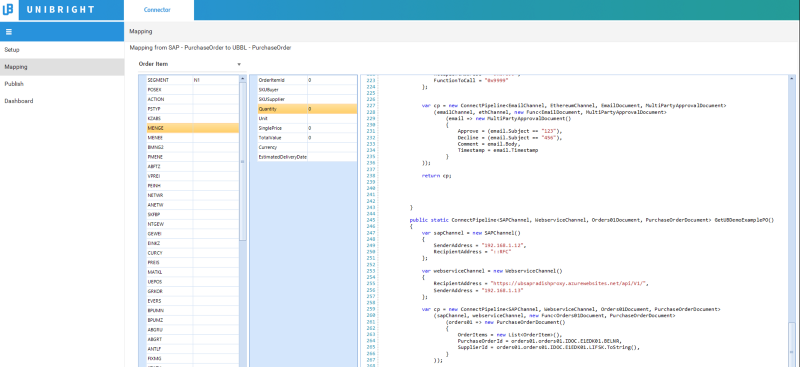 UB UNIBRIGHT
Connector
Mapping
Setup
Mapping
Publish
Dashboard
Mapping from SAP - PurchaseOrder to UBBL - PurchaseOrder
Order Item
SEGMENT N1
POSEX
ACTION
PSTYP
KZABS
MENGE
MENEE
BMNG2
PMENE
ABFTZ
VPREI
PEINH
NETWR
ANETW
SKFBP
NTGEW
GEWEI
EINKZ
CURCY
PREIS
MATKL
UEPOS
GRKOR
EVERS
BPUMN
BPUMZ
ABGRU
ABGRT
ANTLF
FIXMG
OrderItemId 0
SKUBuyer
SKUSupplier
Quantity 0
Unit
SinglePrice 0
TotalValue 0
Currency
EstimatedDeliveryDate
223 FunctionToCall = "0x9999"
224 };
225
226
227 var cp = new ConnectPipeline<EmailChannel, EthereumChannel, EmailDocument, MultiPartyApprovalDocument>
228 (emailChannel, ethChannel, new Func<EmailDocument, MultiPartyApprovalDocument>
229 (email => new MultiPartyApprovalDocument()
230 {
231 Approve = (email.Subject == "123"),
232 Decline = (email.Subject == "456"),
233 Comment = email.Body,
234 Timestamp = email.Timestamp
235 }
236 ));
237
238 return cp;
239
240
241
242
243 }
244
245 public static ConnectPipeline<SAPChannel, WebserviceChannel, Orders01Document, PurchaseOrderDocument> GetUBDemoExamplePO()
246 {
247 var sapChannel = new SAPChannel()
248 {
249 SenderAddress = "192.168.1.12",
250 RecipientAddress = "::RFC"
251 };
252
253 var webserviceChannel = new WebserviceChannel()
254 {
255 RecipientAddress = "https://ubsapradishproxy.azurewebsites.net/api/V1/",
256 SenderAddress = "192.168.1.13"
257 };
258
259 var cp = new ConnectPipeline<SAPChannel, WebserviceChannel, Orders01Document, PurchaseOrderDocument>
260 (sapChannel, webserviceChannel, new Func<Orders01Document, PurchaseOrderDocument>
261 (orders01 => new PurchaseOrderDocument()
262 {
263 OrderItems = new List<OrderItem>(),
264 PurchaseOrderId = orders01.orders01.IDOC.E1EDK01.BELNR,
265 SupplierId = orders01.orders01.IDOC.E1EDK01.LIFSK.ToString(),
266 }
267 ));
268